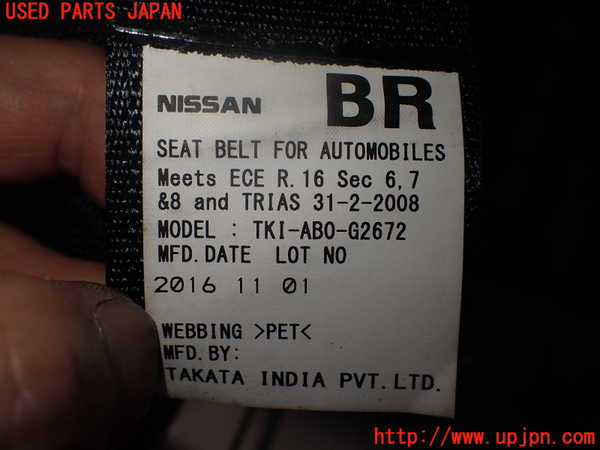 USED PARTS JAPAN
NISSAN BR
SEAT BELT FOR AUTOMOBILES
Meets ECE R.16 Sec 6,7
&8 and TRIAS 31-2-2008
MODEL : TKI-AB0-G2672
MFD.DATE LOT NO
2016 11 01
WEBBING >PET<
MFD.BY:
TAKATA INDIA PVT.LTD.
http://www.upjpn.com/